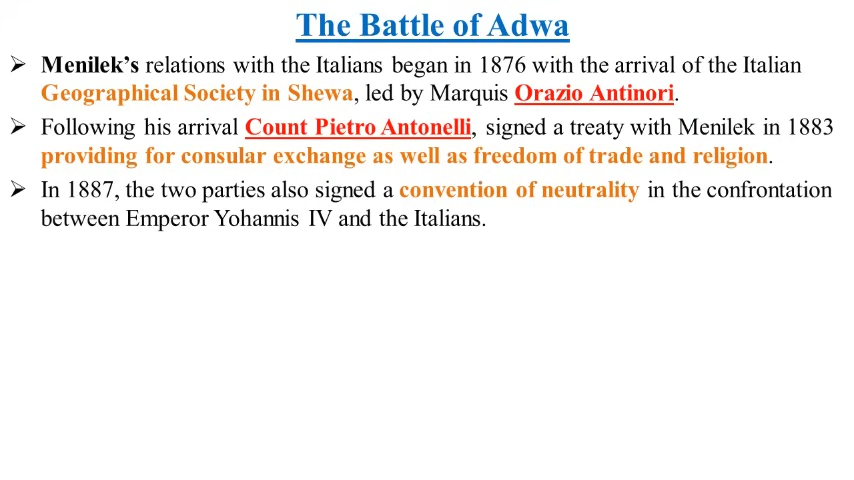 The Battle of Adwa
➢ Menilek's relations with the Italians began in 1876 with the arrival of the Italian
Geographical Society in Shewa, led by Marquis Orazio Antinori.
➢ Following his arrival Count Pietro Antonelli, signed a treaty with Menilek in 1883
providing for consular exchange as well as freedom of trade and religion.
➢ In 1887, the two parties also signed a convention of neutrality in the confrontation
between Emperor Yohannis IV and the Italians.